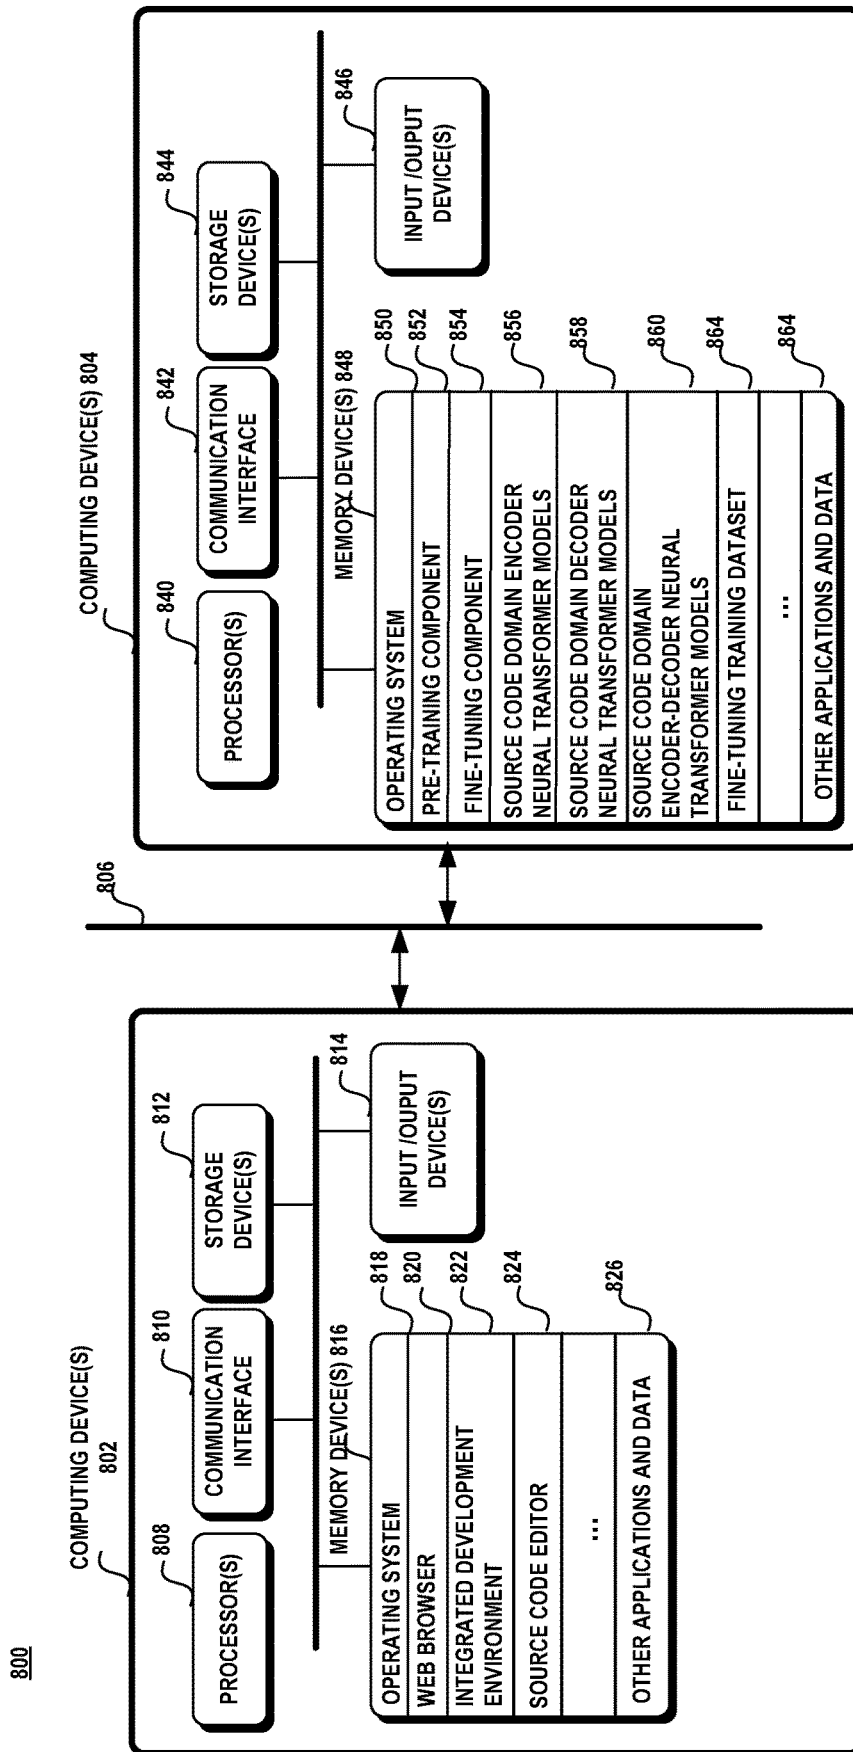 800
COMPUTING DEVICE(S)
802
808
PROCESSOR(S)
810
COMMUNICATION
INTERFACE
812
STORAGE
DEVICE(S)
MEMORY DEVICE(S) 816
814
INPUT /OUPUT
DEVICE(S)
OPERATING SYSTEM
818
WEB BROWSER
820
INTEGRATED DEVELOPMENT
ENVIRONMENT
822
SOURCE CODE EDITOR
824
...
OTHER APPLICATIONS AND DATA
826
806
COMPUTING DEVICE(S) 804
840
PROCESSOR(S)
842
COMMUNICATION
INTERFACE
844
STORAGE
DEVICE(S)
MEMORY DEVICE(S) 848
846
INPUT /OUPUT
DEVICE(S)
OPERATING SYSTEM
850
PRE-TRAINING COMPONENT
852
FINE-TUNING COMPONENT
854
SOURCE CODE DOMAIN ENCODER
NEURAL TRANSFORMER MODELS
856
SOURCE CODE DOMAIN DECODER
NEURAL TRANSFORMER MODELS
858
SOURCE CODE DOMAIN
ENCODER-DECODER NEURAL
TRANSFORMER MODELS
860
FINE-TUNING TRAINING DATASET
864
...
OTHER APPLICATIONS AND DATA
864